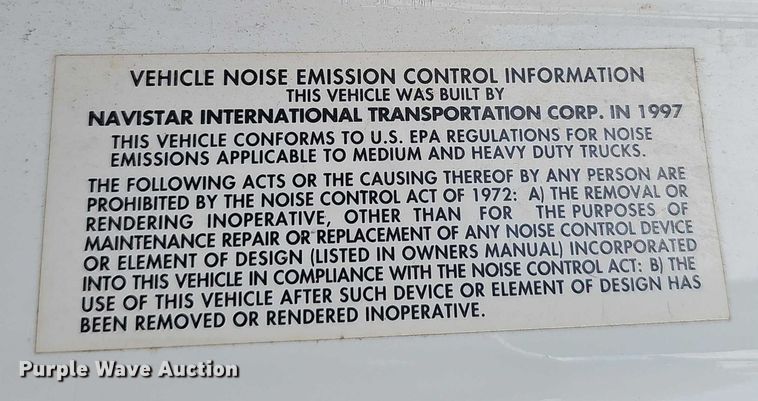 VEHICLE NOISE EMISSION CONTROL INFORMATION
THIS VEHICLE WAS BUILT BY
NAVISTAR INTERNATIONAL TRANSPORTATION CORP. IN 1997
THIS VEHICLE CONFORMS TO U.S. EPA REGULATIONS FOR NOISE
EMISSIONS APPLICABLE TO MEDIUM AND HEAVY DUTY TRUCKS.
THE FOLLOWING ACTS OR THE CAUSING THEREOF BY ANY PERSON ARE
PROHIBITED BY THE NOISE CONTROL ACT OF 1972: A) THE REMOVAL OR
RENDERING INOPERATIVE, OTHER THAN FOR THE PURPOSES OF
MAINTENANCE REPAIR OR REPLACEMENT OF ANY NOISE CONTROL DEVICE
OR ELEMENT OF DESIGN (LISTED IN OWNERS MANUAL) INCORPORATED
INTO THIS VEHICLE IN COMPLIANCE WITH THE NOISE CONTROL ACT: B) THE
USE OF THIS VEHICLE AFTER SUCH DEVICE OR ELEMENT OF DESIGN HAS
BEEN REMOVED OR RENDERED INOPERATIVE.
Purple Wave Auction